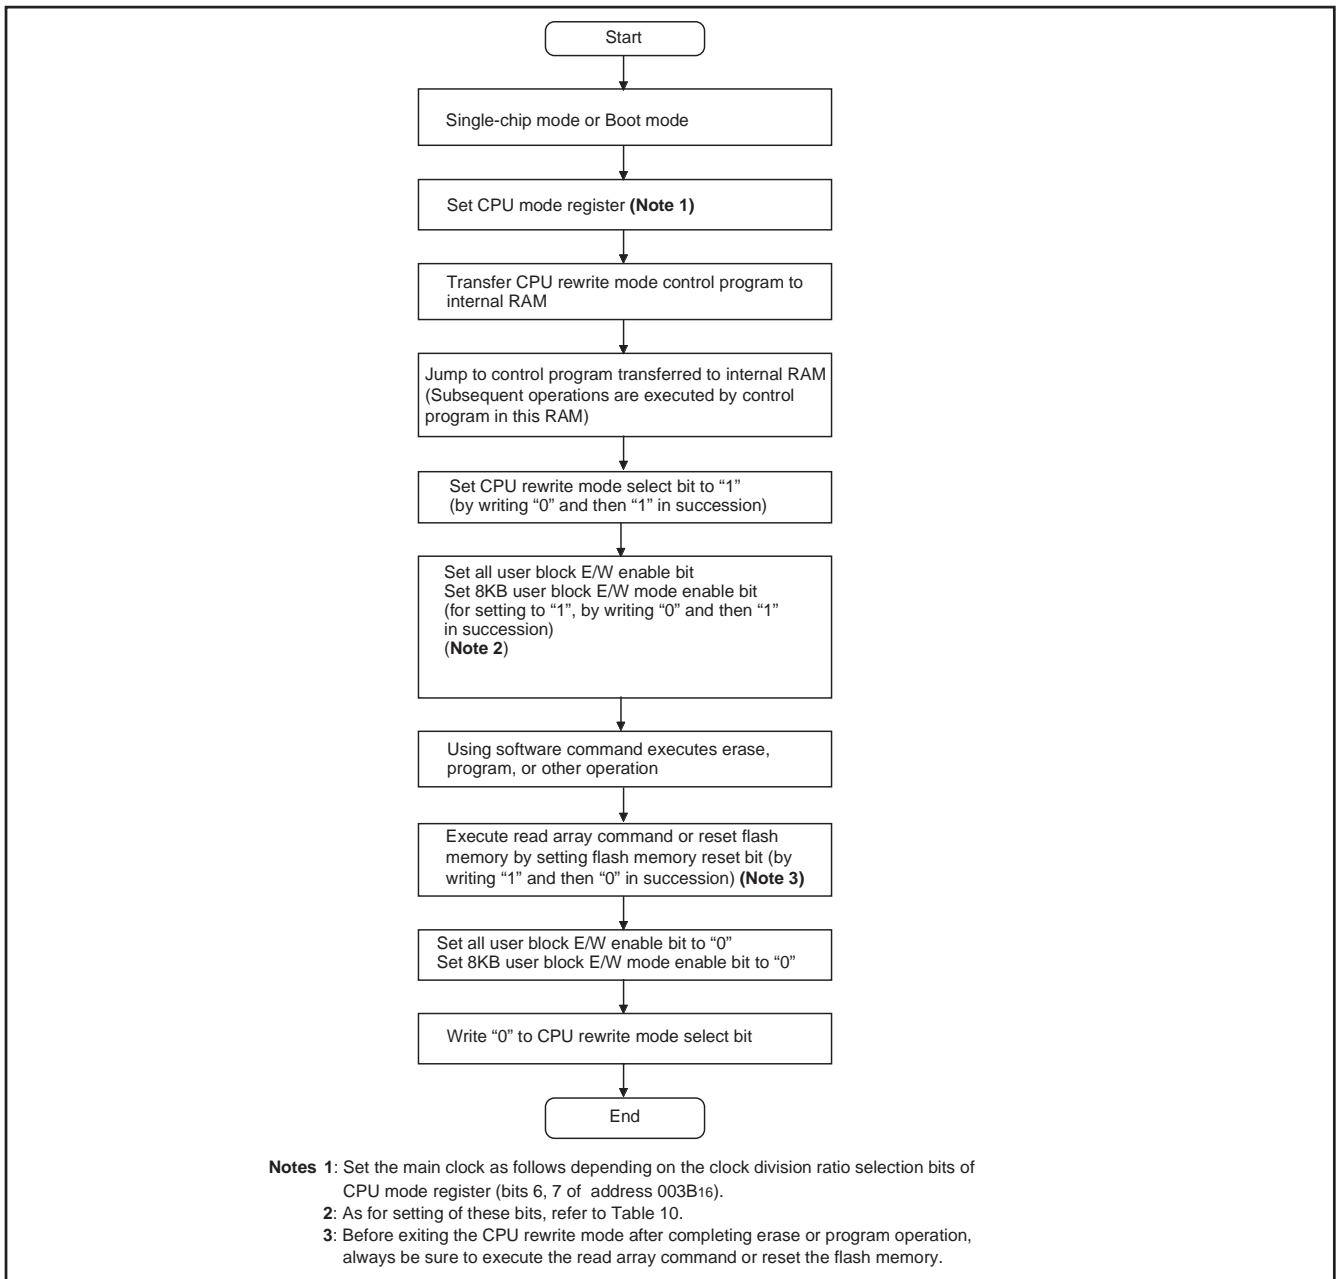 Start
Single-chip mode or Boot mode
Set CPU mode register (Note 1)
Transfer CPU rewrite mode control program to
internal RAM
Jump to control program transferred to internal RAM
(Subsequent operations are executed by control
program in this RAM)
Set CPU rewrite mode select bit to “1”
(by writing “0” and then “1” in succession)
Set all user block E/W enable bit
Set 8KB user block E/W mode enable bit
(for setting to “1”, by writing “0” and then “1”
in succession)
(Note 2)
Using software command executes erase,
program, or other operation
Execute read array command or reset flash
memory by setting flash memory reset bit (by
writing “1” and then “0” in succession) (Note 3)
Set all user block E/W enable bit to “0”
Set 8KB user block E/W mode enable bit to “0”
Write “0” to CPU rewrite mode select bit
End
Notes 1: Set the main clock as follows depending on the clock division ratio selection bits of
CPU mode register (bits 6, 7 of address 003B16).
2: As for setting of these bits, refer to Table 10.
3: Before exiting the CPU rewrite mode after completing erase or program operation,
always be sure to execute the read array command or reset the flash memory.